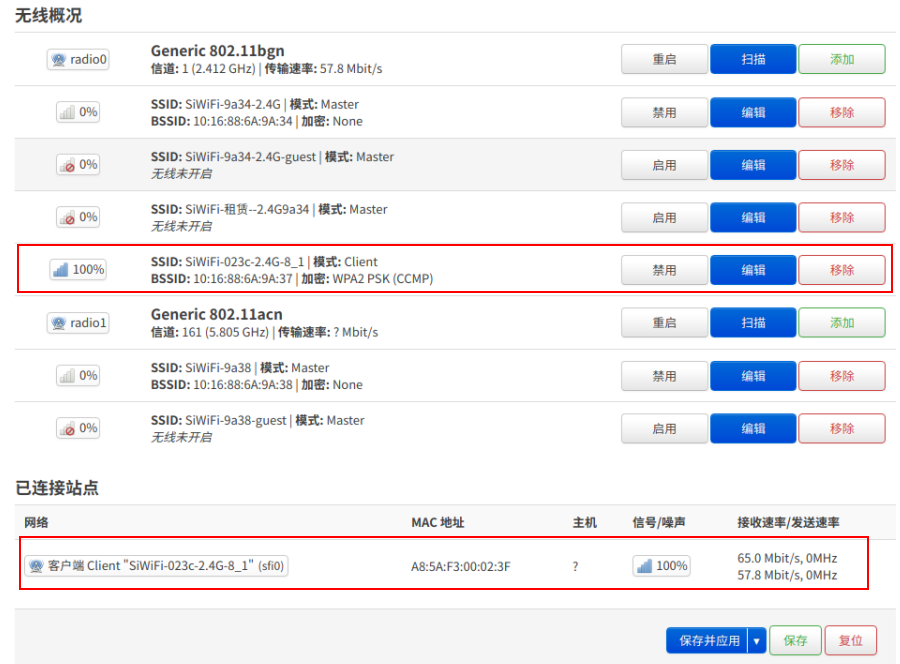 无线概况
radio0
Generic 802.11bgn
信道: 1 (2.412 GHz) | 传输速率: 57.8 Mbit/s
重启 扫描 添加
0%
SSID: SiWiFi-9a34-2.4G | 模式: Master
BSSID: 10:16:88:6A:9A:34 | 加密: None
禁用 编辑 移除
0%
SSID: SiWiFi-9a34-2.4G-guest | 模式: Master
无线未开启
启用 编辑 移除
0%
SSID: SiWiFi-租赁--2.4G9a34 | 模式: Master
无线未开启
启用 编辑 移除
100%
SSID: SiWiFi-023c-2.4G-8_1 | 模式: Client
BSSID: 10:16:88:6A:9A:37 | 加密: WPA2 PSK (CCMP)
禁用 编辑 移除
radio1
Generic 802.11acn
信道: 161 (5.805 GHz) | 传输速率: ? Mbit/s
重启 扫描 添加
0%
SSID: SiWiFi-9a38 | 模式: Master
BSSID: 10:16:88:6A:9A:38 | 加密: None
禁用 编辑 移除
0%
SSID: SiWiFi-9a38-guest | 模式: Master
无线未开启
启用 编辑 移除
已连接站点
网络 MAC 地址 主机 信号/噪声 接收速率/发送速率
客户端 Client "SiWiFi-023c-2.4G-8_1" (sfi0) A8:5A:F3:00:02:3F ? 100% 65.0 Mbit/s, 0MHz
57.8 Mbit/s, 0MHz
保存并应用 保存 复位